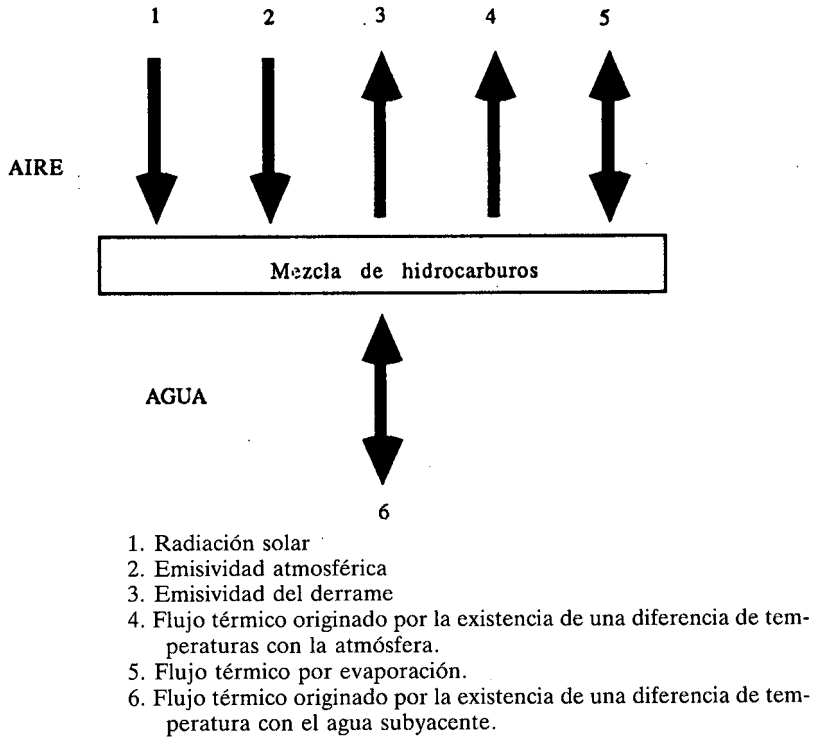 1 2 3 4 5
AIRE
Mezcla de hidrocarburos
AGUA
6
1. Radiación solar
2. Emisividad atmosférica
3. Emisividad del derrame
4. Flujo térmico originado por la existencia de una diferencia de tem-
peraturas con la atmósfera.
5. Flujo térmico por evaporación.
6. Flujo térmico originado por la existencia de una diferencia de tem-
peratura con el agua subyacente.